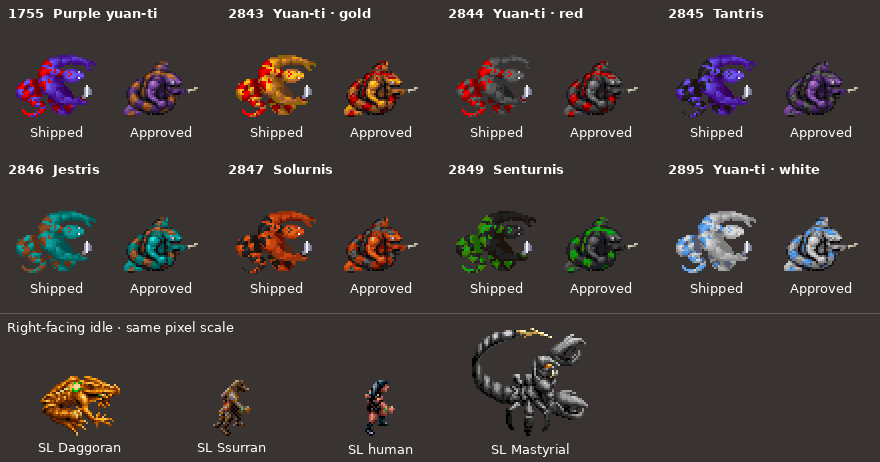 1755 Purple yuan-ti
2843 Yuan-ti · gold
2844 Yuan-ti · red
2845 Tantris
Shipped Approved
Shipped Approved
Shipped Approved
Shipped Approved
2846 Jestris
2847 Solurnis
2849 Senturnis
2895 Yuan-ti · white
Shipped Approved
Shipped Approved
Shipped Approved
Shipped Approved
Right-facing idle · same pixel scale
SL Daggoran
SL Ssurran
SL human
SL Mastyrial